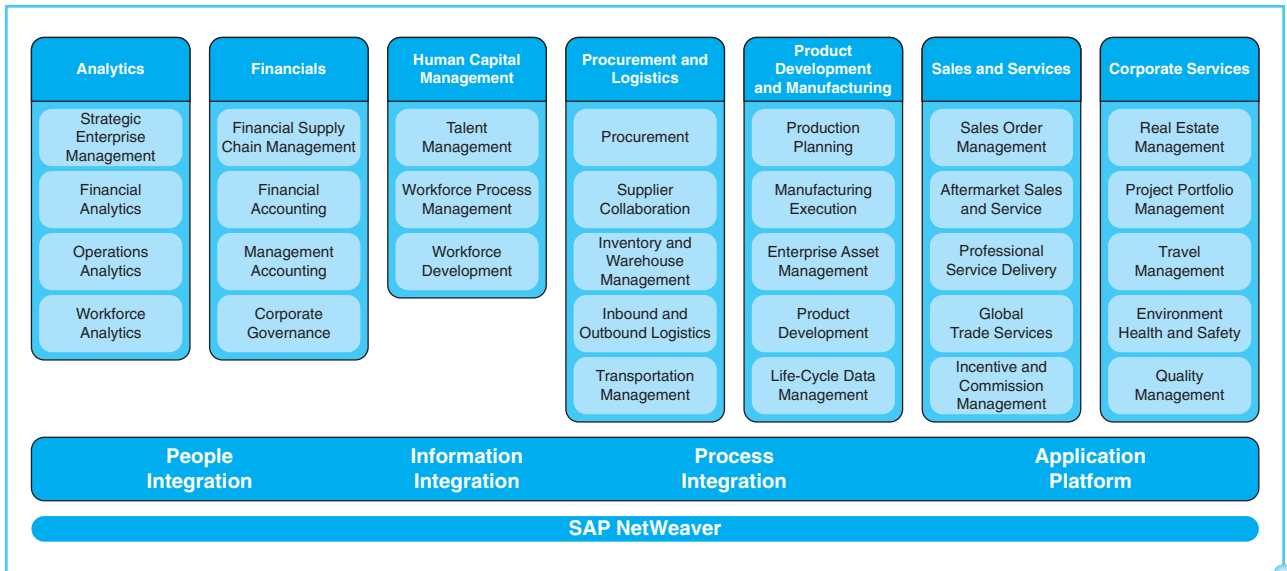 Analytics
Strategic
Enterprise
Management
Financial
Analytics
Operations
Analytics
Workforce
Analytics
Financials
Financial Supply
Chain Management
Financial
Accounting
Management
Accounting
Corporate
Governance
Human Capital
Management
Talent
Management
Workforce Process
Management
Workforce
Development
Procurement and
Logistics
Procurement
Supplier
Collaboration
Inventory and
Warehouse
Management
Inbound and
Outbound Logistics
Transportation
Management
Product
Development
and Manufacturing
Production
Planning
Manufacturing
Execution
Enterprise Asset
Management
Product
Development
Life-Cycle Data
Management
Sales and Services
Sales Order
Management
Aftermarket Sales
and Service
Professional
Service Delivery
Global
Trade Services
Incentive and
Commission
Management
Corporate Services
Real Estate
Management
Project Portfolio
Management
Travel
Management
Environment
Health and Safety
Quality
Management
People
Integration
Information
Integration
Process
Integration
Application
Platform
SAP NetWeaver